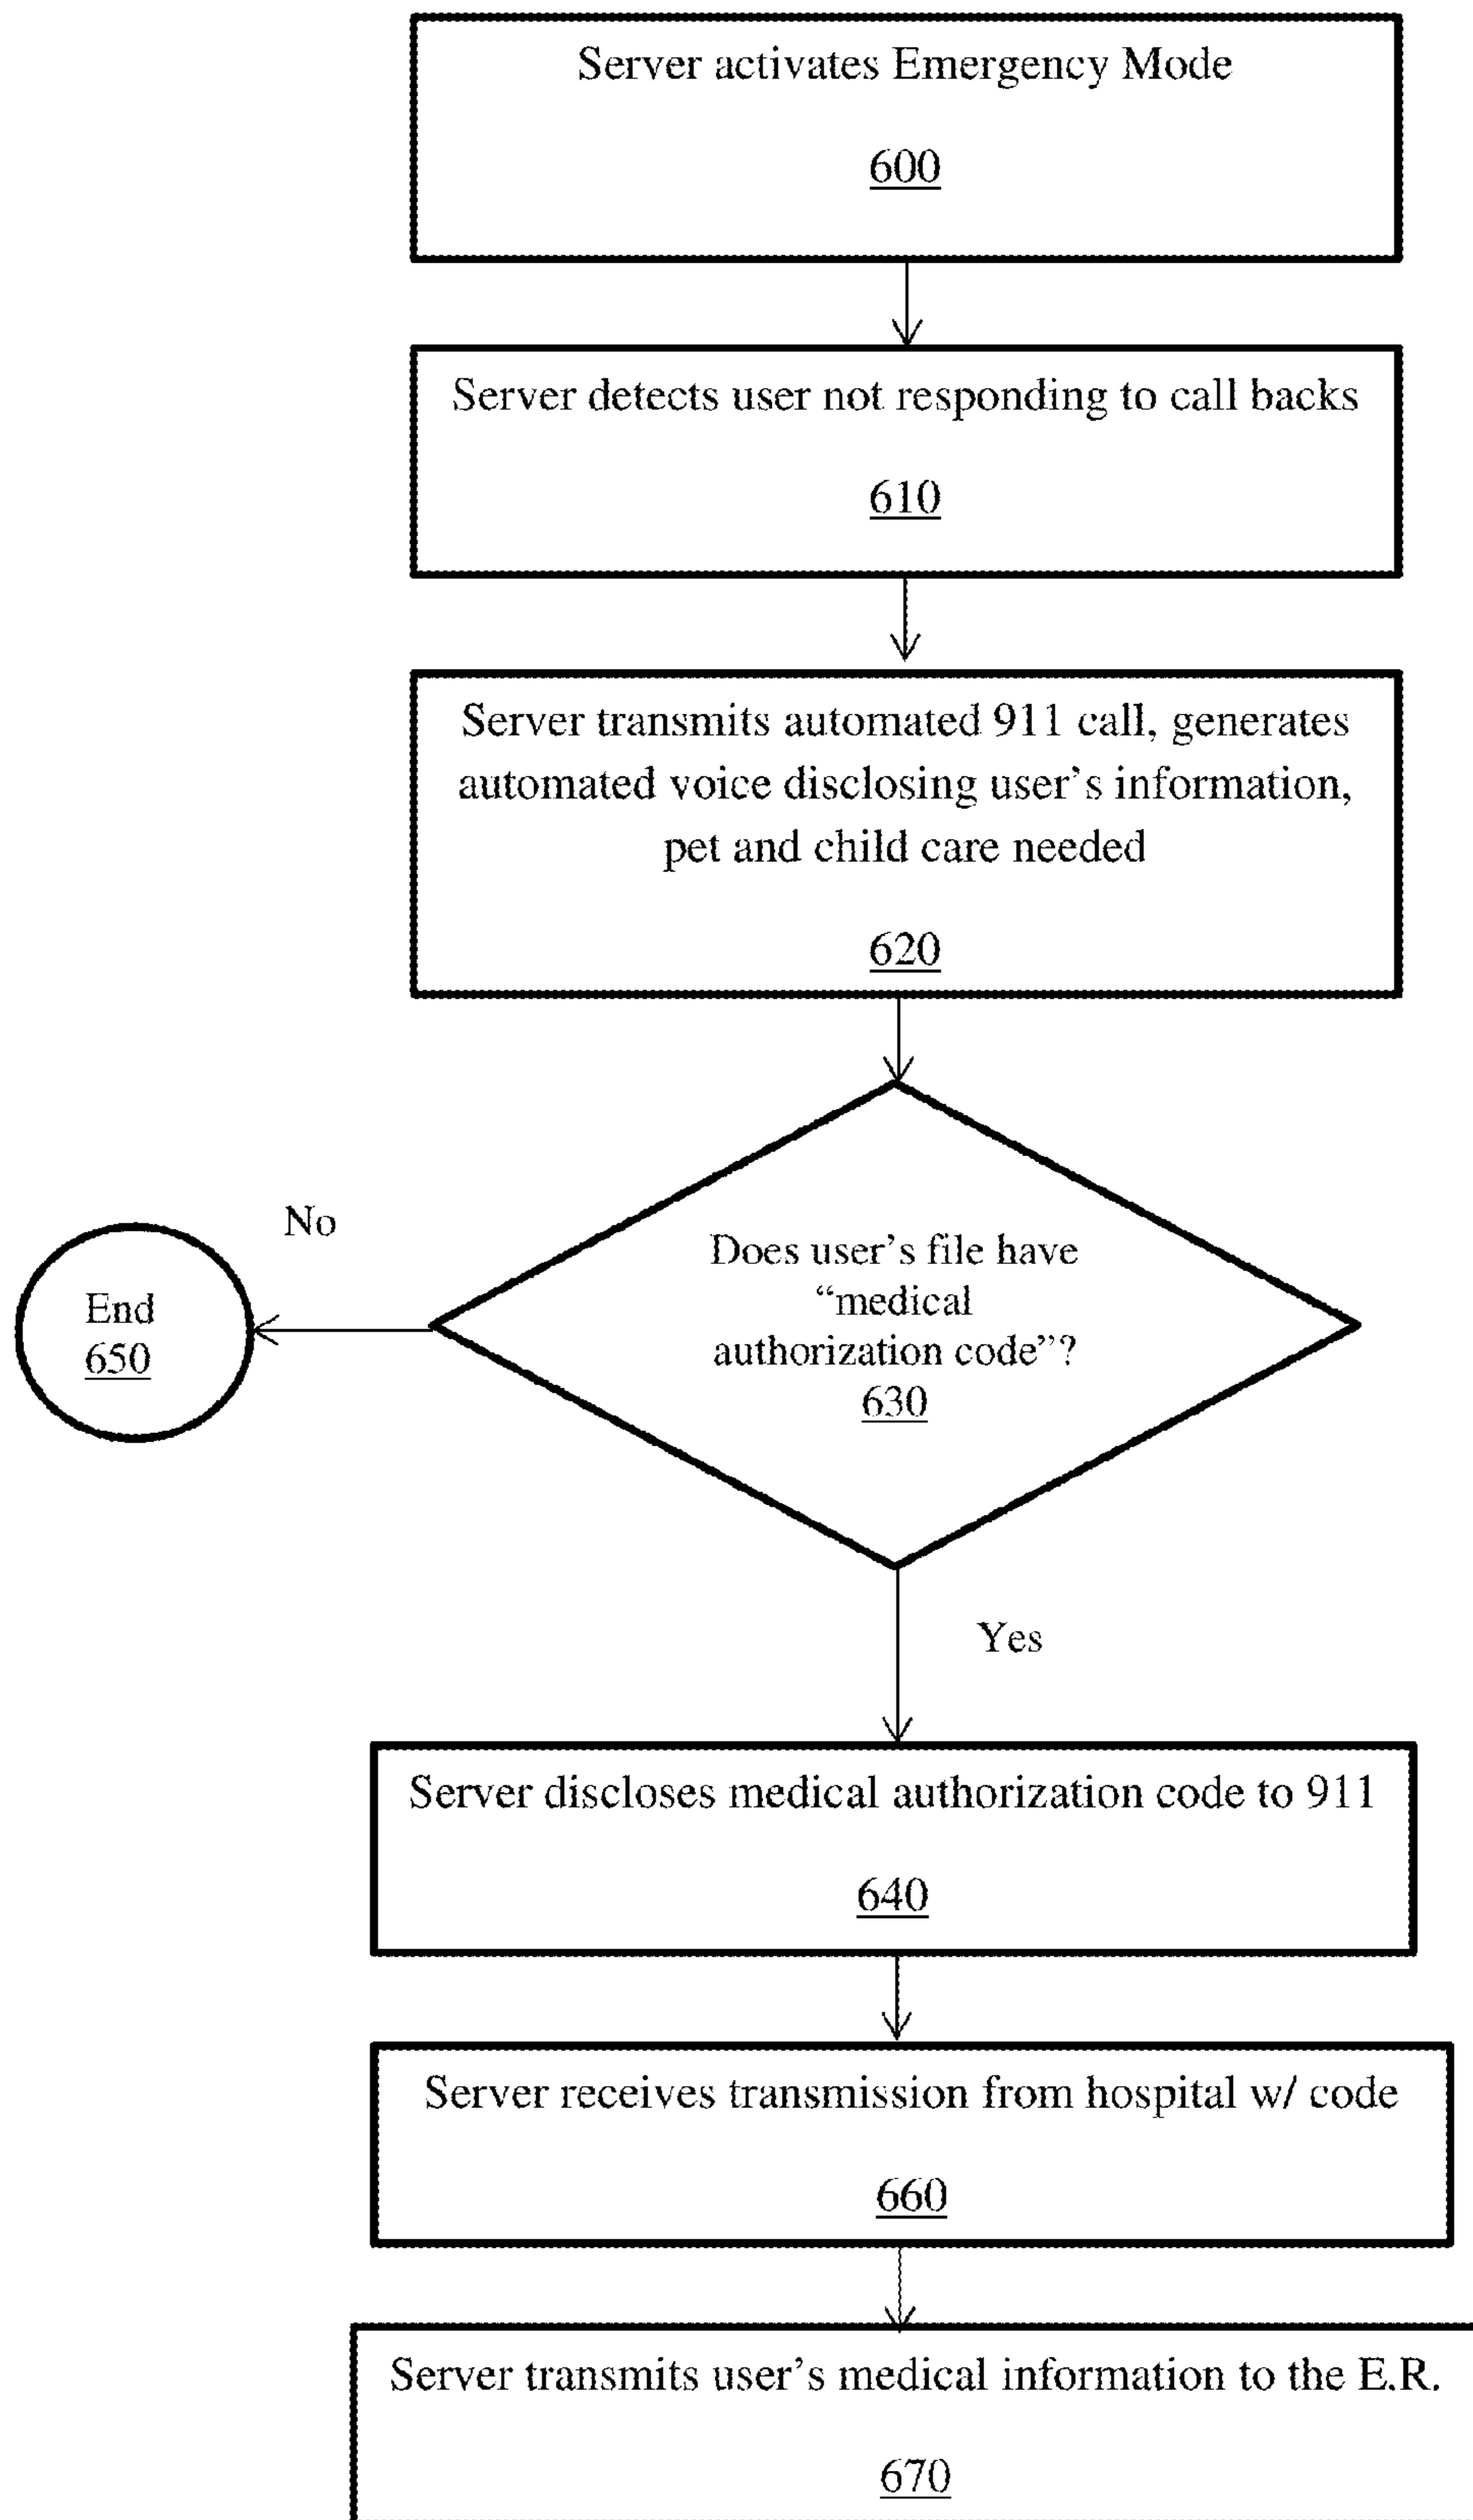 Server activates Emergency Mode
600
Server detects user not responding to call backs
610
Server transmits automated 911 call, generates
automated voice disclosing user’s information,
pet and child care needed
620
No
End
650
Does user’s file have
“medical
authorization code”?
630
Yes
Server discloses medical authorization code to 911
640
Server receives transmission from hospital w/ code
660
Server transmits user’s medical information to the E.R.
670